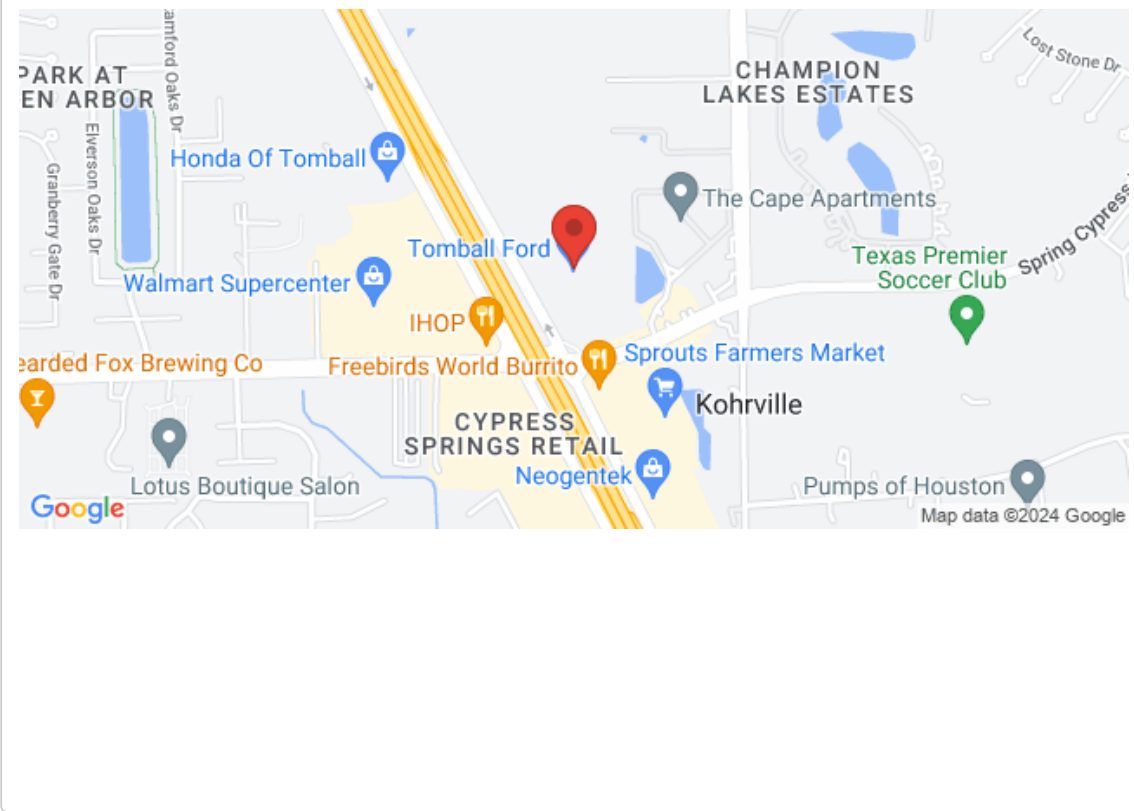 PARK AT
EN ARBOR
amford Oaks Dr
Elverson Oaks Dr
Granberry Gate Dr
Honda Of Tomball
CHAMPION
LAKES ESTATES
Lost Stone Dr
The Cape Apartments
Tomball Ford
Walmart Supercenter
Texas Premier
Soccer Club
Spring Cypress
IHOP
earded Fox Brewing Co
Freebirds World Burrito
Sprouts Farmers Market
Kohrville
CYPRESS
SPRINGS RETAIL
Neogentek
Lotus Boutique Salon
Pumps of Houston
Google
Map data ©2024 Google